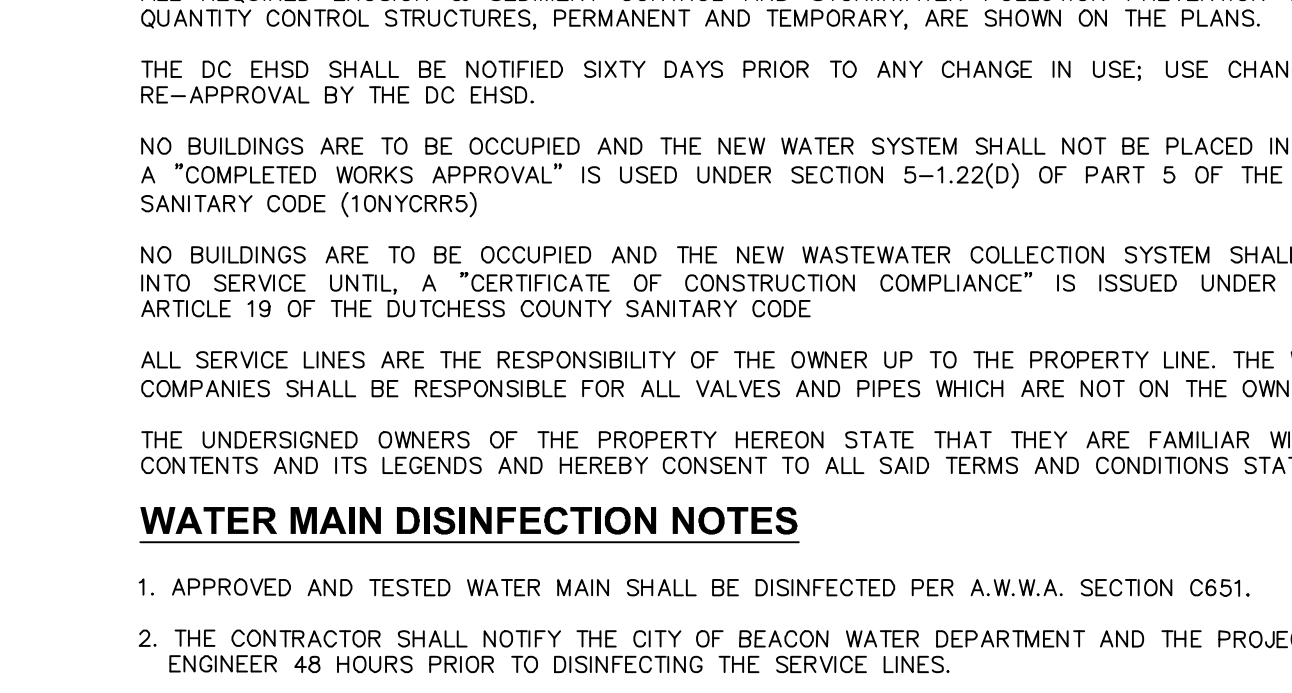 QUANTITY CONTROL STRUCTURES, PERMANENT AND TEMPORARY, ARE SHOWN ON THE PLANS.
THE DC EHSD SHALL BE NOTIFIED SIXTY DAYS PRIOR TO ANY CHANGE IN USE; USE CHAN
RE-APPROVAL BY THE DC EHSD.
NO BUILDINGS ARE TO BE OCCUPIED AND THE NEW WATER SYSTEM SHALL NOT BE PLACED IN
A "COMPLETED WORKS APPROVAL" IS USED UNDER SECTION 5-1.22(D) OF PART 5 OF THE
SANITARY CODE (10NYCRR5)
NO BUILDINGS ARE TO BE OCCUPIED AND THE NEW WASTEWATER COLLECTION SYSTEM SHALL
INTO SERVICE UNTIL, A "CERTIFICATE OF CONSTRUCTION COMPLIANCE" IS ISSUED UNDER
ARTICLE 19 OF THE DUTCHESS COUNTY SANITARY CODE
ALL SERVICE LINES ARE THE RESPONSIBILITY OF THE OWNER UP TO THE PROPERTY LINE. THE
COMPANIES SHALL BE RESPONSIBLE FOR ALL VALVES AND PIPES WHICH ARE NOT ON THE OWN
THE UNDERSIGNED OWNERS OF THE PROPERTY HEREON STATE THAT THEY ARE FAMILIAR WI
CONTENTS AND ITS LEGENDS AND HEREBY CONSENT TO ALL SAID TERMS AND CONDITIONS STAT
WATER MAIN DISINFECTION NOTES
1. APPROVED AND TESTED WATER MAIN SHALL BE DISINFECTED PER A.W.W.A. SECTION C651.
2. THE CONTRACTOR SHALL NOTIFY THE CITY OF BEACON WATER DEPARTMENT AND THE PROJEC
ENGINEER 48 HOURS PRIOR TO DISINFECTING THE SERVICE LINES.